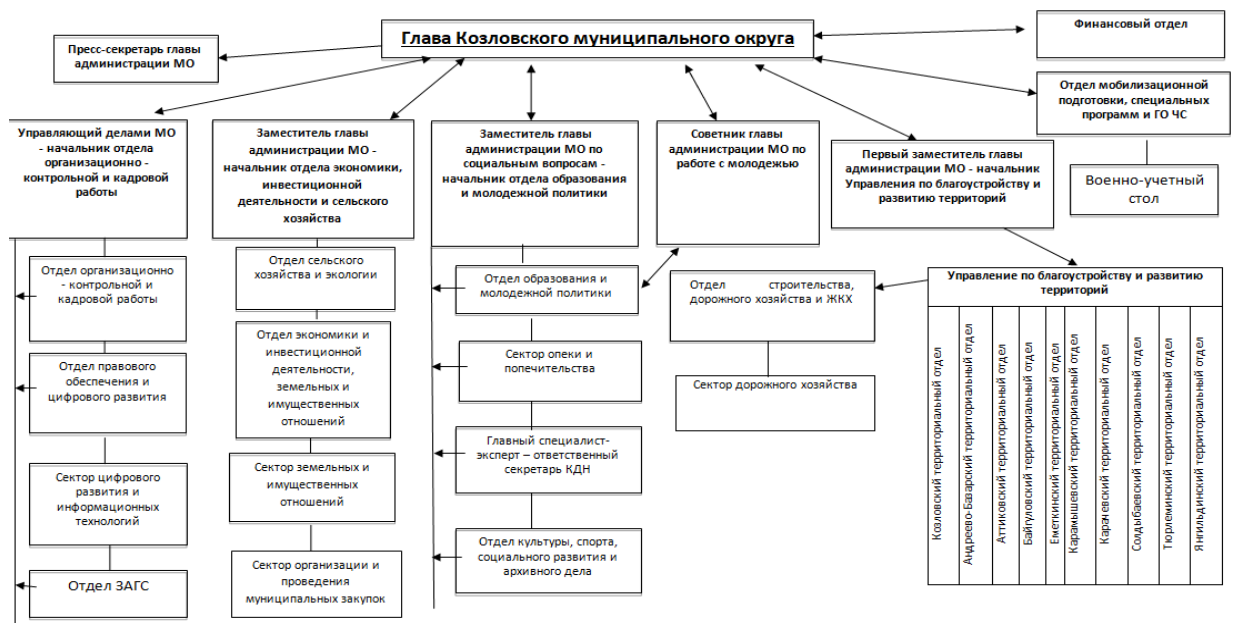 Глава Козловского муниципального округа
Пресс-секретарь главы
администрации МО
Финансовый отдел
Отдел мобилизационной
подготовки, специальных
программ и ГО ЧС
Военно-учетный
стол
Управляющий делами МО
- начальник отдела
организационно -
контрольной и кадровой
работы
Отдел организационно
- контрольной и
кадровой работы
Отдел правового
обеспечения и
цифрового развития
Сектор цифрового
развития и
информационных
технологий
Отдел ЗАГС
Заместитель главы
администрации МО -
начальник отдела экономики,
инвестиционной
деятельности и сельского
хозяйства
Отдел сельского
хозяйства и экологии
Отдел экономики и
инвестиционной
деятельности,
земельных и
имущественных
отношений
Сектор земельных и
имущественных
отношений
Сектор организации и
проведения
муниципальных закупок
Заместитель главы
администрации МО по
социальным вопросам -
начальник отдела образования
и молодежной политики
Отдел образования и
молодежной политики
Сектор опеки и
попечительства
Главный специалист-
эксперт – ответственный
секретарь КДН
Отдел культуры, спорта,
социального развития и
архивного дела
Советник главы
администрации МО по
работе с молодежью
Первый заместитель главы
администрации МО - начальник
Управления по благоустройству и
развитию территорий
Отдел строительства,
дорожного хозяйства и ЖКХ
Сектор дорожного хозяйства
Управление по благоустройству и развитию
территорий
Козловский территориальный отдел
Андреево-Базарский территориальный отдел
Аттиковский территориальный отдел
Байгуловский территориальный отдел
Еметкинский территориальный отдел
Карамышевский территориальный отдел
Карачевский территориальный отдел
Солдыбаевский территориальный отдел
Тюрлеминский территориальный отдел
Янгильдинский территориальный отдел